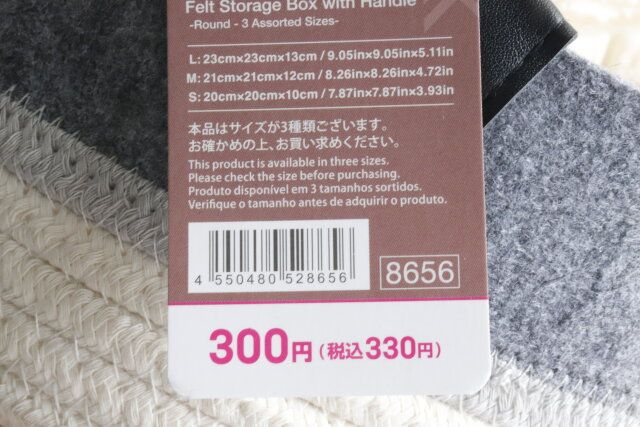 Felt Storage Box with Handle
-Round - 3 Assorted Sizes-
L: 23cm×23cm×13cm / 9.05in×9.05in×5.11in
M: 21cm×21cm×12cm / 8.26in×8.26in×4.72in
S: 20cm×20cm×10cm / 7.87in×7.87in×3.93in
本品はサイズが3種類ございます。
お確かめの上、お買い求めください。
This product is available in three sizes.
Please check the size before purchasing.
Produto disponível em 3 tamanhos sortidos.
Verifique o tamanho antes de adquirir o produto.
4 550480 528656
8656
300円(税込330円)